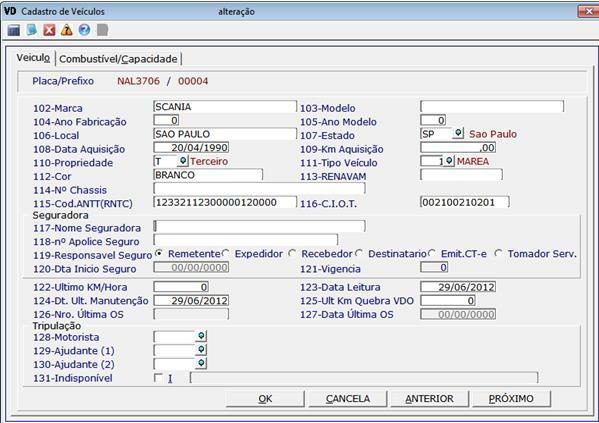 VD Cadastro de Veículos alteração
Veiculo Combustível/Capacidade
Placa/Prefixo NAL3706 / 00004
102-Marca SCANIA 103-Modelo
104-Ano Fabricação 0 105-Ano Modelo 0
106-Local SAO PAULO 107-Estado SP Sao Paulo
108-Data Aquisição 20/04/1990 109-Km Aquisição ,00
110-Propriedade T Terceiro 111-Tipo Veículo 1 MAREA
112-Cor BRANCO 113-RENAVAM
114-Nº Chassis
115-Cod.ANTT(RNTC) 12332112300000120000 116-C.I.O.T. 002100210201
Seguradora
117-Nome Seguradora
118-nº Apolice Seguro
119-Responsavel Seguro Remetente Expedidor Recebedor Destinatario Emit.CT-e Tomador Serv.
120-Dta Inicio Seguro 00/00/0000 121-Vigencia 0
122-Ultimo KM/Hora 0 123-Data Leitura 29/06/2012
124-Dt. Ult. Manutenção 29/06/2012 125-Ult Km Quebra VDO 0
126-Nro. Última OS 127-Data Última OS 00/00/0000
Tripulação
128-Motorista
129-Ajudante (1)
130-Ajudante (2)
131-Indisponível I
OK CANCELA ANTERIOR PRÓXIMO